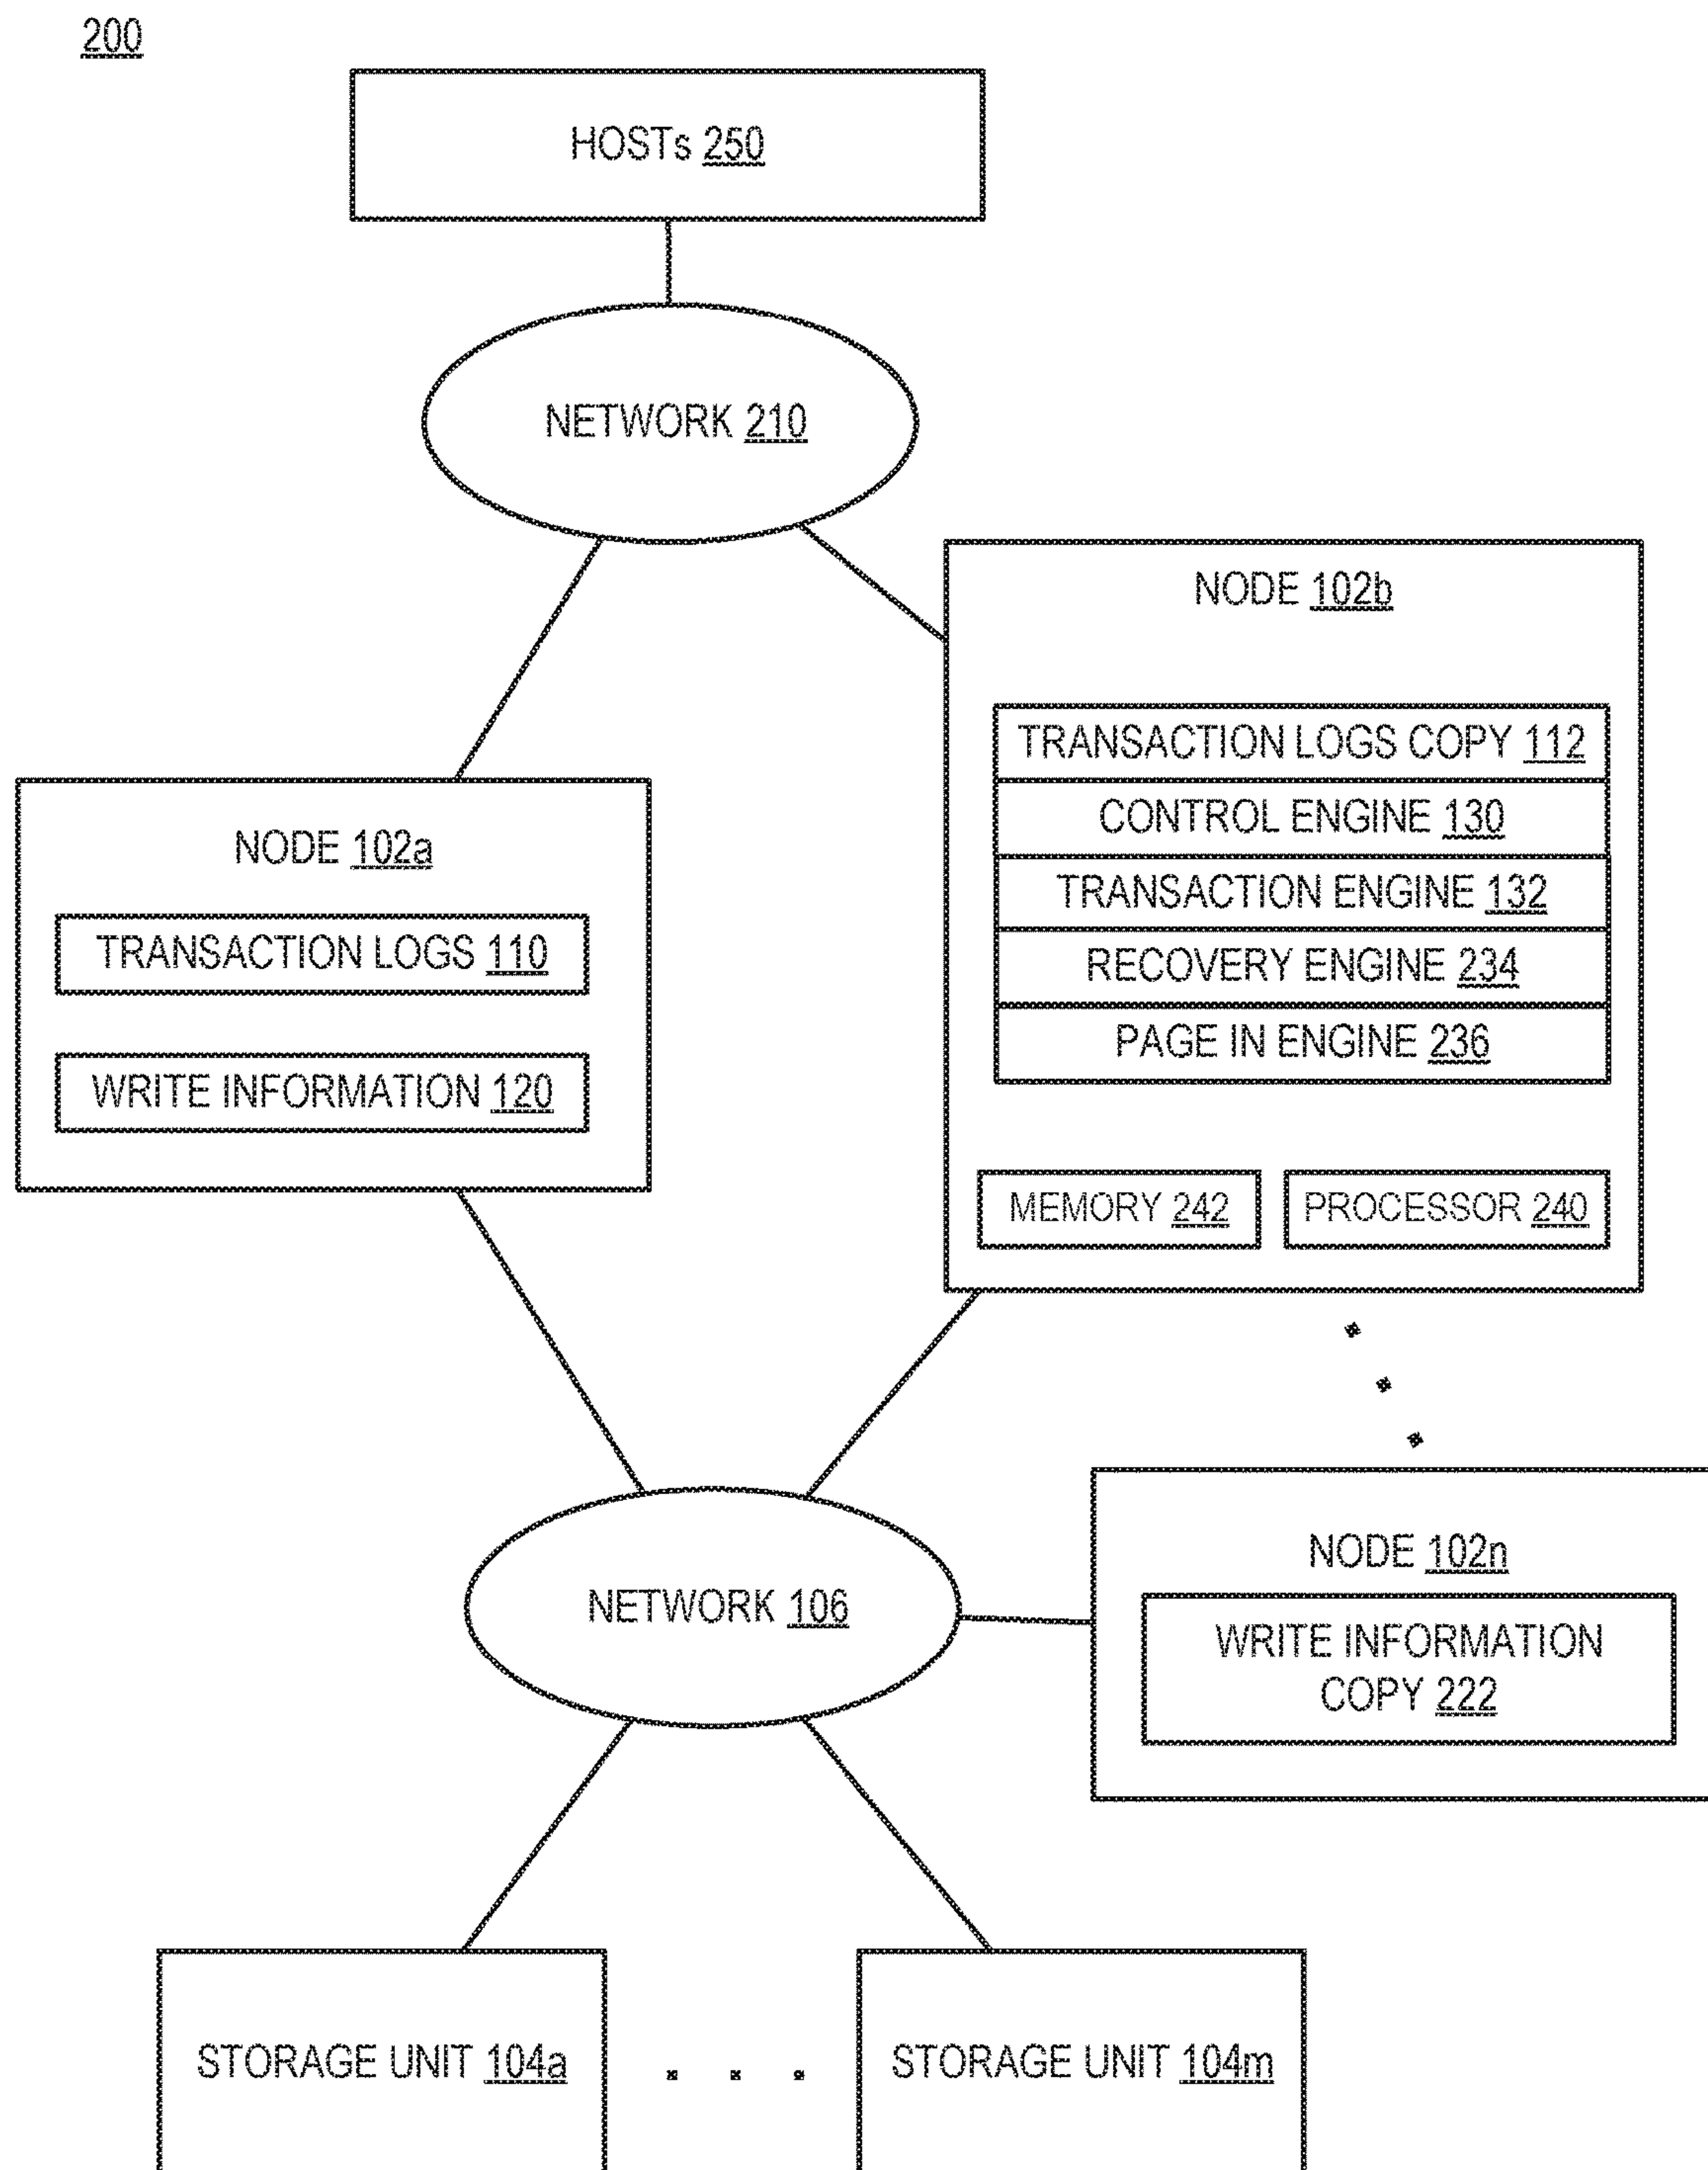 200
HOSTs 250
NETWORK 210
NODE 102b
TRANSACTION LOGS COPY 112
CONTROL ENGINE 130
TRANSACTION ENGINE 132
RECOVERY ENGINE 234
PAGE IN ENGINE 236
MEMORY 242
PROCESSOR 240
NODE 102a
TRANSACTION LOGS 110
WRITE INFORMATION 120
NETWORK 106
NODE 102n
WRITE INFORMATION
COPY 222
STORAGE UNIT 104a
STORAGE UNIT 104m